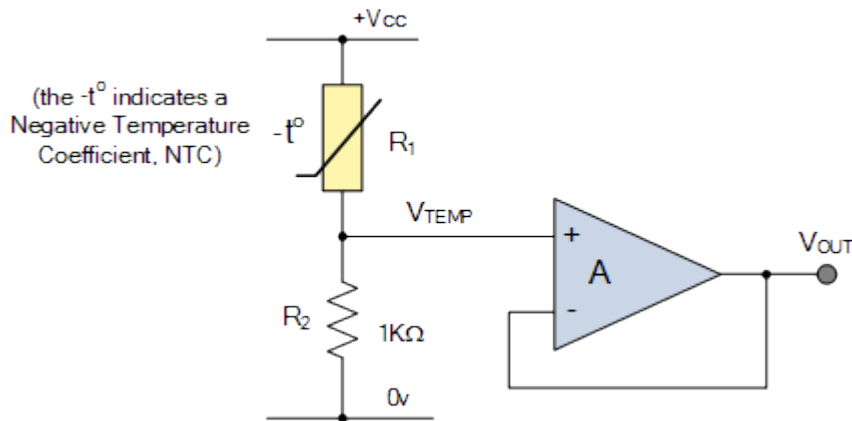 +Vcc
(the -t° indicates a
Negative Temperature
Coefficient, NTC)
-t°
R₁
VTEMP
+
A
-
VOUT
R₂
1KΩ
0v